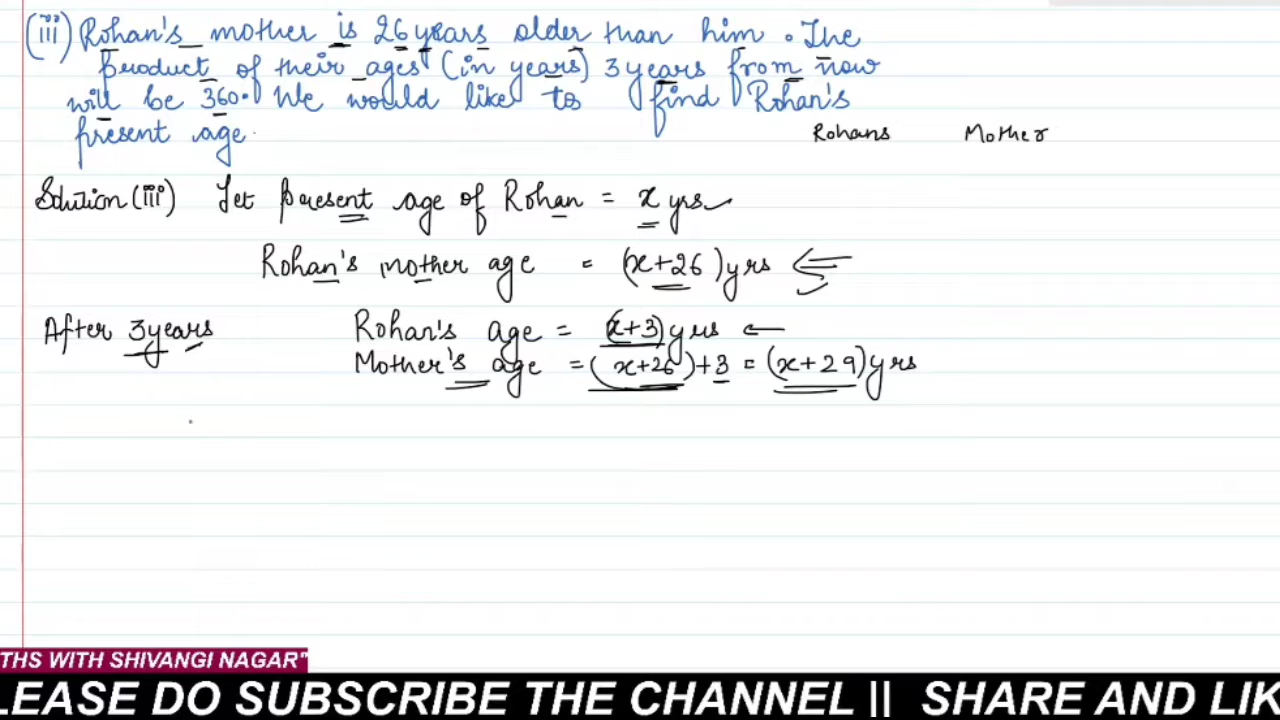 (iii) Rohan's mother is 26 years older than him. The
product of their ages (in years) 3 years from now
will be 360. We would like to find Rohan's
present age.
Rohans Mother
Solution (iii) Let present age of Rohan = x yrs
Rohan's mother age = (x+26) yrs
After 3 years Rohan's age = (x+3) yrs
Mother's age = (x+26)+3 = (x+29) yrs
THS WITH SHIVANGI NAGAR"
LEASE DO SUBSCRIBE THE CHANNEL || SHARE AND LIK